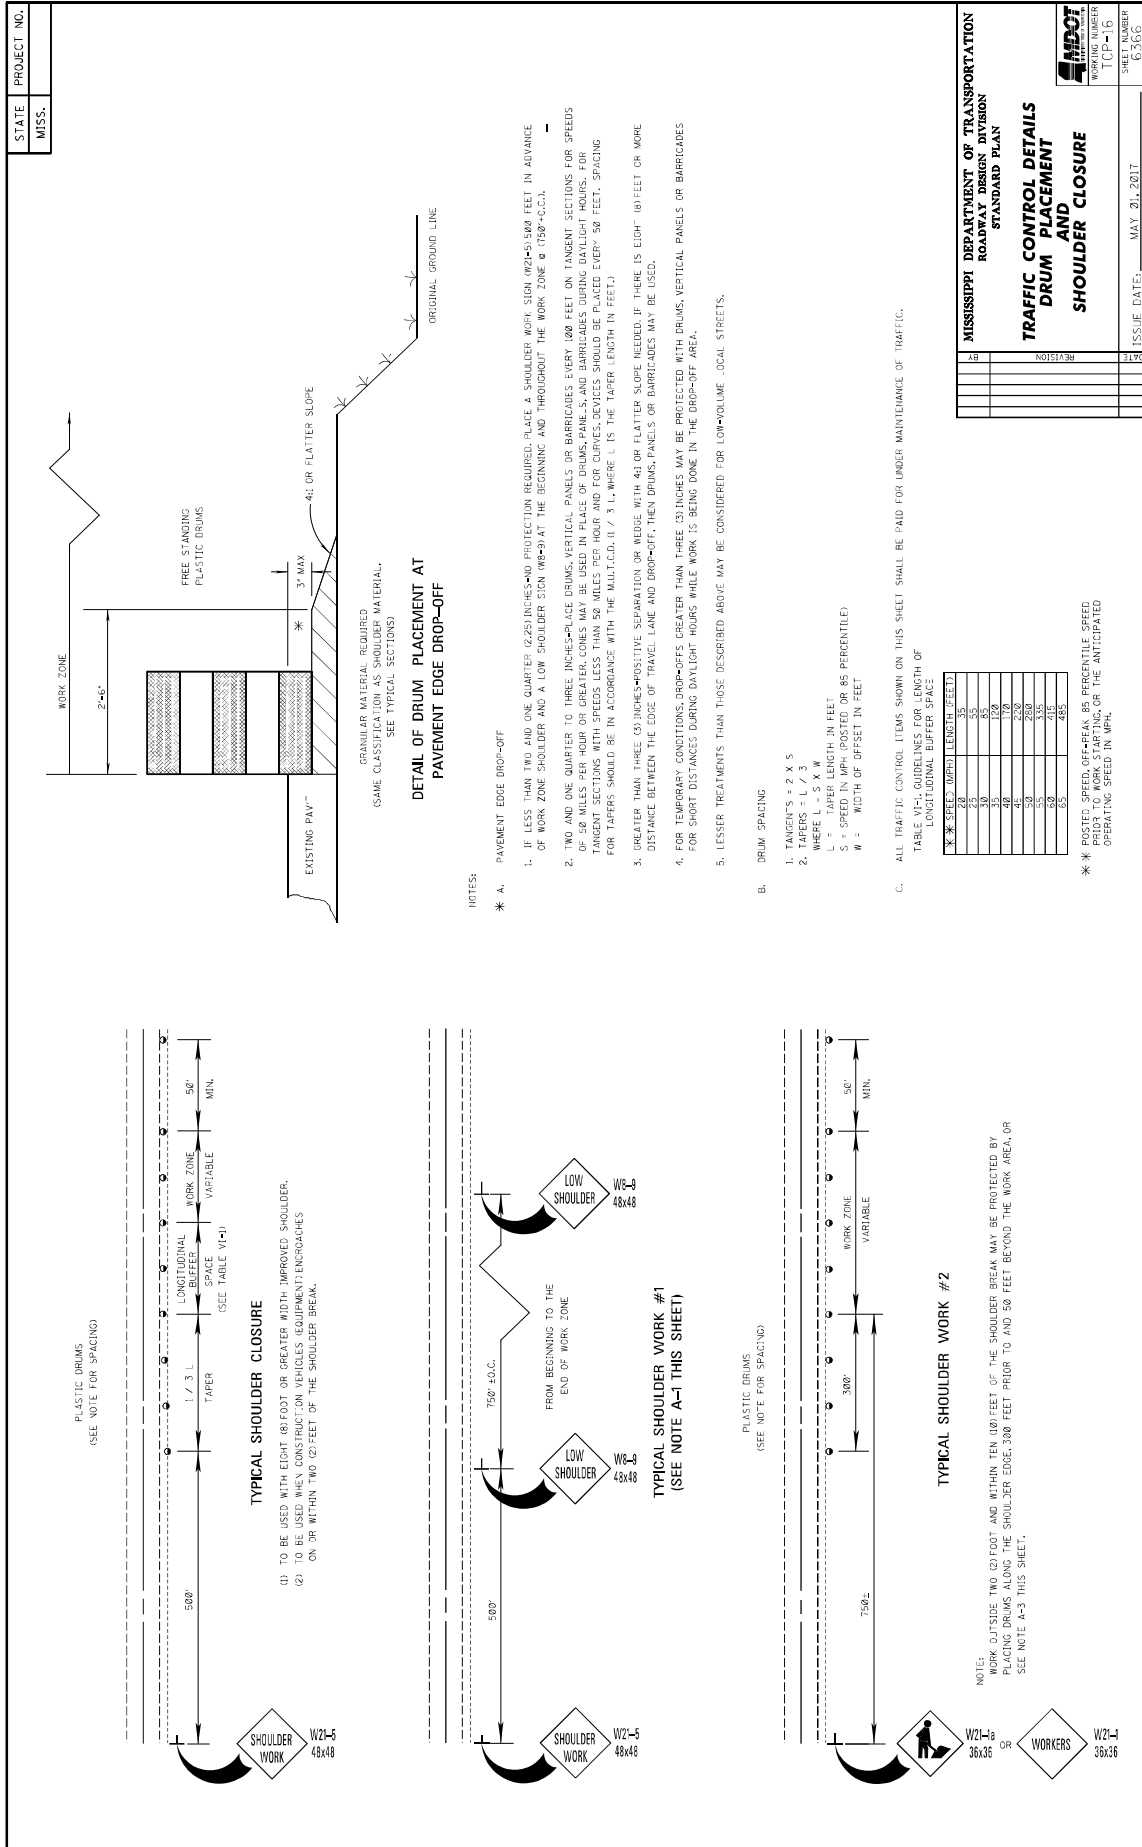 STATE PROJECT NO.
MISS.
PLASTIC DRUMS
(SEE NOTE FOR SPACING)
500'
1 / 3 L
TAPER
LONGITUDINAL
BUFFER
SPACE
(SEE TABLE VI-1)
WORK ZONE
VARIABLE
50'
MIN.
SHOULDER
WORK
W21-5
48x48
TYPICAL SHOULDER CLOSURE
(1) TO BE USED WITH EIGHT (8) FOOT OR GREATER WIDTH IMPROVED SHOULDER.
(2) TO BE USED WHEN CONSTRUCTION VEHICLES (EQUIPMENT) ENCROACHES
ON OR WITHIN TWO (2) FEET OF THE SHOULDER BREAK.
500'
750' ±O.C.
FROM BEGINNING TO THE
END OF WORK ZONE
SHOULDER
WORK
W21-5
48x48
LOW
SHOULDER
W8-9
48x48
LOW
SHOULDER
W8-9
48x48
TYPICAL SHOULDER WORK #1
(SEE NOTE A-1 THIS SHEET)
PLASTIC DRUMS
(SEE NOTE FOR SPACING)
300'
WORK ZONE
VARIABLE
50'
MIN.
750±
W21-1a
36x36
OR
WORKERS
W21-1
36x36
TYPICAL SHOULDER WORK #2
NOTE:
WORK OUTSIDE TWO (2) FOOT AND WITHIN TEN (10) FEET OF THE SHOULDER BREAK MAY BE PROTECTED BY
PLACING DRUMS ALONG THE SHOULDER EDGE, 300 FEET PRIOR TO AND 50 FEET BEYOND THE WORK AREA, OR
SEE NOTE A-3 THIS SHEET.
WORK ZONE
2'-6"
FREE STANDING
PLASTIC DRUMS
* 3" MAX
4:1 OR FLATTER SLOPE
EXISTING PAV'
ORIGINAL GROUND LINE
GRANULAR MATERIAL REQUIRED
(SAME CLASSIFICATION AS SHOULDER MATERIAL.
SEE TYPICAL SECTIONS)
DETAIL OF DRUM PLACEMENT AT
PAVEMENT EDGE DROP-OFF
NOTES:
* A. PAVEMENT EDGE DROP-OFF
1. IF LESS THAN TWO AND ONE QUARTER (2.25) INCHES-NO PROTECTION REQUIRED. PLACE A SHOULDER WORK SIGN (W21-5) 500 FEET IN ADVANCE
OF WORK ZONE SHOULDER AND A LOW SHOULDER SIGN (W8-9) AT THE BEGINNING AND THROUGHOUT THE WORK ZONE @ (750'+O.C.).
2. TWO AND ONE QUARTER TO THREE INCHES-PLACE DRUMS, VERTICAL PANELS OR BARRICADES EVERY 100 FEET ON TANGENT SECTIONS FOR SPEEDS
OF 50 MILES PER HOUR OR GREATER. CONES MAY BE USED IN PLACE OF DRUMS, PANELS, AND BARRICADES DURING DAYLIGHT HOURS. FOR
TANGENT SECTIONS WITH SPEEDS LESS THAN 50 MILES PER HOUR AND FOR CURVES, DEVICES SHOULD BE PLACED EVERY 50 FEET. SPACING
FOR TAPERS SHOULD BE IN ACCORDANCE WITH THE M.U.T.C.D. (1 / 3 L, WHERE L IS THE TAPER LENGTH IN FEET.)
3. GREATER THAN THREE (3) INCHES-POSITIVE SEPARATION OR WEDGE WITH 4:1 OR FLATTER SLOPE NEEDED. IF THERE IS EIGHT (8) FEET OR MORE
DISTANCE BETWEEN THE EDGE OF TRAVEL LANE AND DROP-OFF, THEN DRUMS, PANELS OR BARRICADES MAY BE USED.
4. FOR TEMPORARY CONDITIONS, DROP-OFFS GREATER THAN THREE (3) INCHES MAY BE PROTECTED WITH DRUMS, VERTICAL PANELS OR BARRICADES
FOR SHORT DISTANCES DURING DAYLIGHT HOURS WHILE WORK IS BEING DONE IN THE DROP-OFF AREA.
5. LESSER TREATMENTS THAN THOSE DESCRIBED ABOVE MAY BE CONSIDERED FOR LOW-VOLUME LOCAL STREETS.
B. DRUM SPACING
1. TANGENTS = 2 X S
2. TAPERS = L / 3
WHERE L = S X W
L = TAPER LENGTH IN FEET
S = SPEED IN MPH (POSTED OR 85 PERCENTILE)
W = WIDTH OF OFFSET IN FEET
C. ALL TRAFFIC CONTROL ITEMS SHOWN ON THIS SHEET SHALL BE PAID FOR UNDER MAINTENANCE OF TRAFFIC.
TABLE VI-1. GUIDELINES FOR LENGTH OF
LONGITUDINAL BUFFER SPACE
** SPEED (MPH) LENGTH (FEET)
20 35
25 55
30 85
35 120
40 170
45 220
50 280
55 335
60 415
65 485
** POSTED SPEED, OFF-PEAK 85 PERCENTILE SPEED
PRIOR TO WORK STARTING, OR THE ANTICIPATED
OPERATING SPEED IN MPH.
BY
REVISION
DATE
MISSISSIPPI DEPARTMENT OF TRANSPORTATION
ROADWAY DESIGN DIVISION
STANDARD PLAN
TRAFFIC CONTROL DETAILS
DRUM PLACEMENT
AND
SHOULDER CLOSURE
ISSUE DATE: MAY 01, 2017
MDOT
WORKING NUMBER
TCP-16
SHEET NUMBER
6366